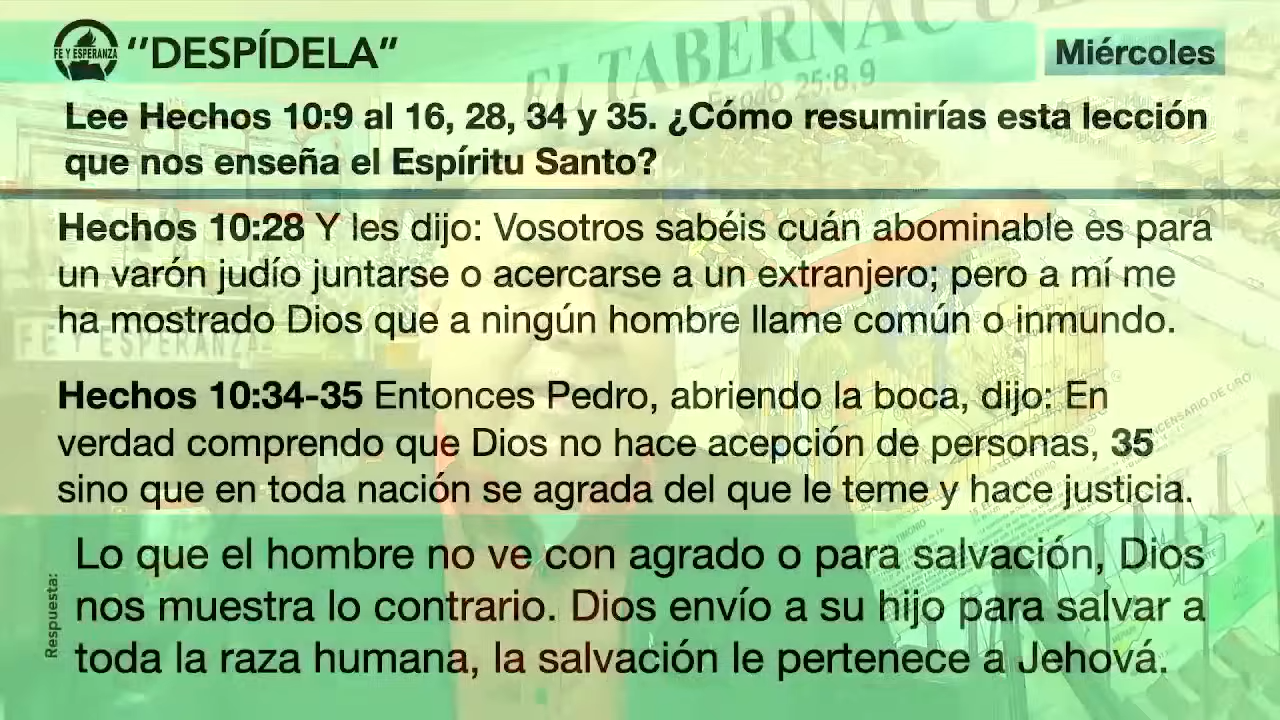 FE Y ESPERANZA
‘‘DESPÍDELA“
Miércoles
EL TABERNÁCU
Éxodo 25:8,9
Lee Hechos 10:9 al 16, 28, 34 y 35. ¿Cómo resumirías esta lección
que nos enseña el Espíritu Santo?
Hechos 10:28 Y les dijo: Vosotros sabéis cuán abominable es para
un varón judío juntarse o acercarse a un extranjero; pero a mí me
ha mostrado Dios que a ningún hombre llame común o inmundo.
FE Y ESPERANZA
Hechos 10:34-35 Entonces Pedro, abriendo la boca, dijo: En
verdad comprendo que Dios no hace acepción de personas, 35
sino que en toda nación se agrada del que le teme y hace justicia.
INCENSARIO DE ORO
Respuesta:
Lo que el hombre no ve con agrado o para salvación, Dios
nos muestra lo contrario. Dios envío a su hijo para salvar a
toda la raza humana, la salvación le pertenece a Jehová.